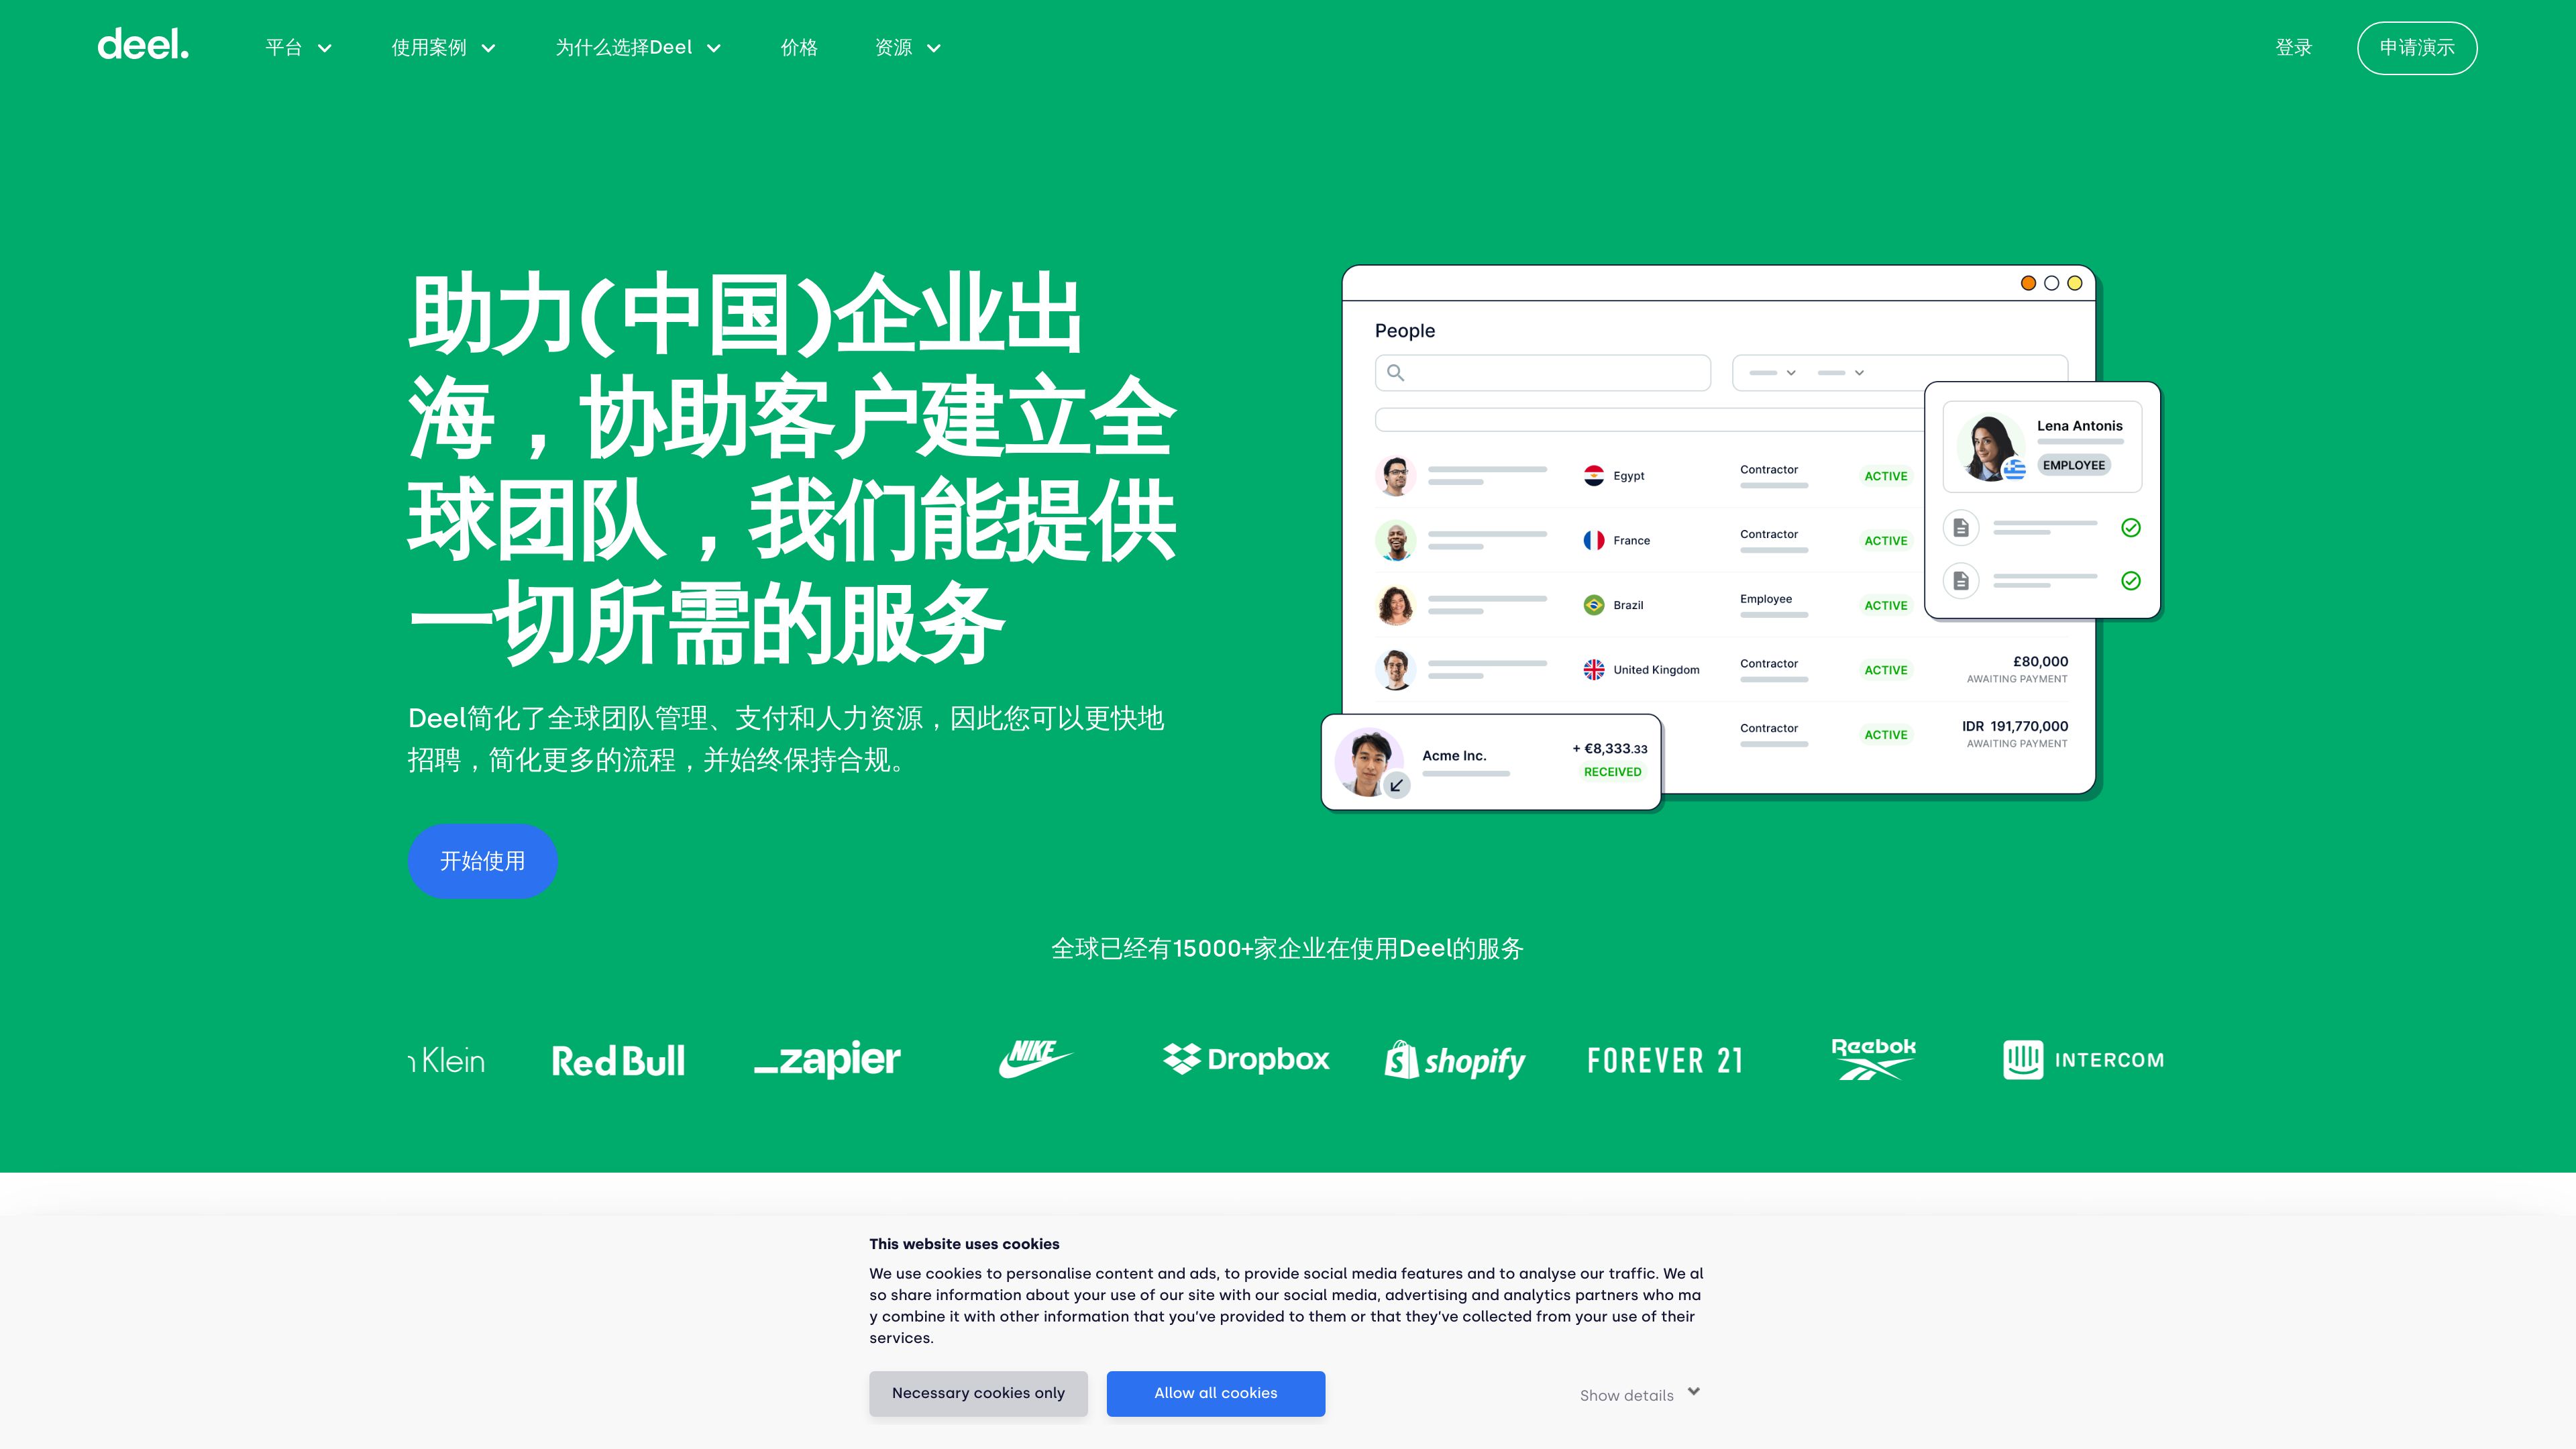 deel.
平台
使用案例
为什么选择Deel
价格
资源
登录
申请演示
助力(中国)企业出
海，协助客户建立全
球团队，我们能提供
一切所需的服务
Deel简化了全球团队管理、支付和人力资源，因此您可以更快地
招聘，简化更多的流程，并始终保持合规。
开始使用
People
Lena Antonis
EMPLOYEE
Egypt
Contractor
ACTIVE
France
Contractor
ACTIVE
Brazil
Employee
ACTIVE
United Kingdom
Contractor
ACTIVE
£80,000
AWAITING PAYMENT
Contractor
ACTIVE
IDR 191,770,000
AWAITING PAYMENT
Acme Inc.
+ €8,333.33
RECEIVED
全球已经有15000+家企业在使用Deel的服务
Klein
Red Bull
_zapier
NIKE
Dropbox
shopify
FOREVER 21
Reebok
INTERCOM
This website uses cookies
We use cookies to personalise content and ads, to provide social media features and to analyse our traffic. We al
so share information about your use of our site with our social media, advertising and analytics partners who ma
y combine it with other information that you've provided to them or that they've collected from your use of their
services.
Necessary cookies only
Allow all cookies
Show details